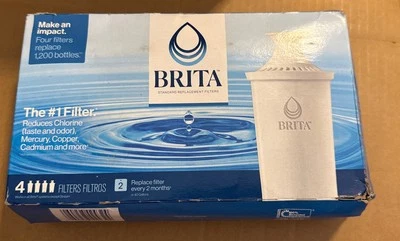 Make an
impact.
Four filters
replace
1,200 bottles.
BRITA
STANDARD REPLACEMENT FILTERS
The #1 Filter.
Reduces Chlorine
(taste and odor),
Mercury, Copper,
Cadmium and more
BRITA
4 FILTERS FILTROS
2
Replace filter
every 2 months